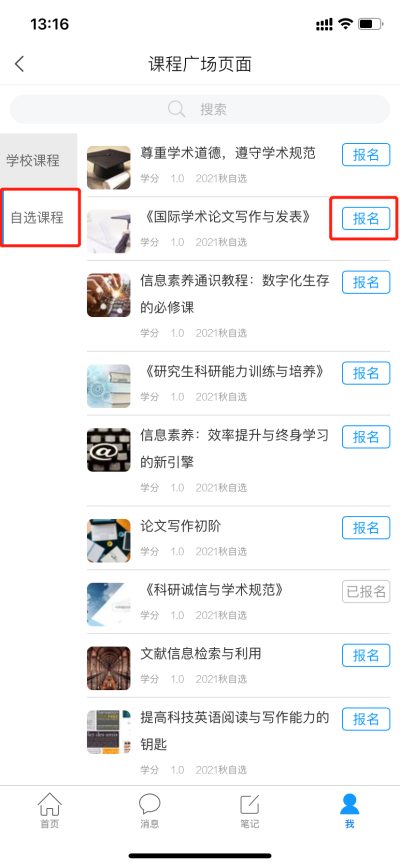 13:16
课程广场页面
搜索
学校课程
自选课程
尊重学术道德，遵守学术规范
报名
学分 1.0 2021秋自选
《国际学术论文写作与发表》
报名
学分 1.0 2021秋自选
信息素养通识教程：数字化生存
的必修课
报名
学分 1.0 2021秋自选
《研究生科研能力训练与培养》
报名
学分 1.0 2021秋自选
信息素养：效率提升与终身学习
的新引擎
报名
学分 1.0 2021秋自选
论文写作初阶
报名
学分 1.0 2021秋自选
《科研诚信与学术规范》
已报名
学分 1.0 2021秋自选
文献信息检索与利用
报名
学分 1.0 2021秋自选
提高科技英语阅读与写作能力的
钥匙
报名
学分 1.0 2021秋自选
首页
消息
笔记
我